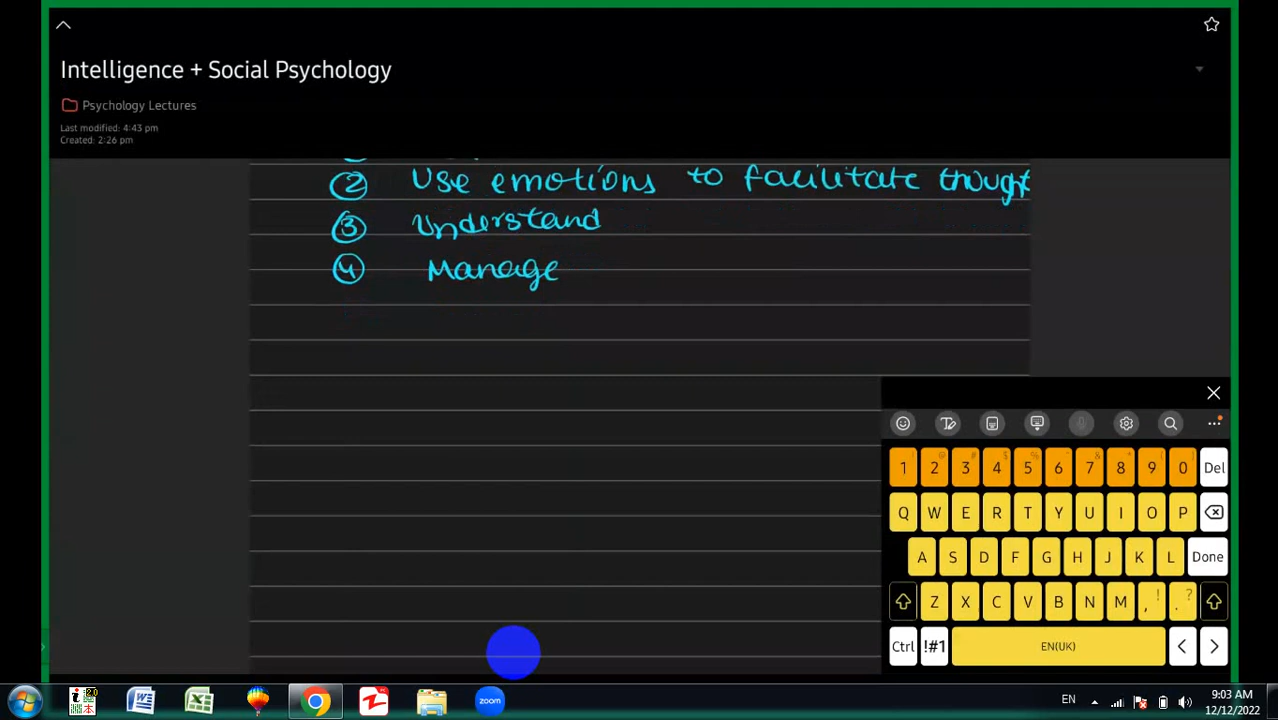 Intelligence + Social Psychology
Psychology Lectures
Last modified: 4:43 pm
Created: 2:26 pm
2 Use emotions to facilitate thought
3 Understand
4 Manage
1 2 3 4 5 6 7 8 9 0 Del
Q W E R T Y U I O P
A S D F G H J K L Done
Z X C V B N M , ! . ?
Ctrl !#1 EN(UK) < >
zoom
EN
9:03 AM
12/12/2022